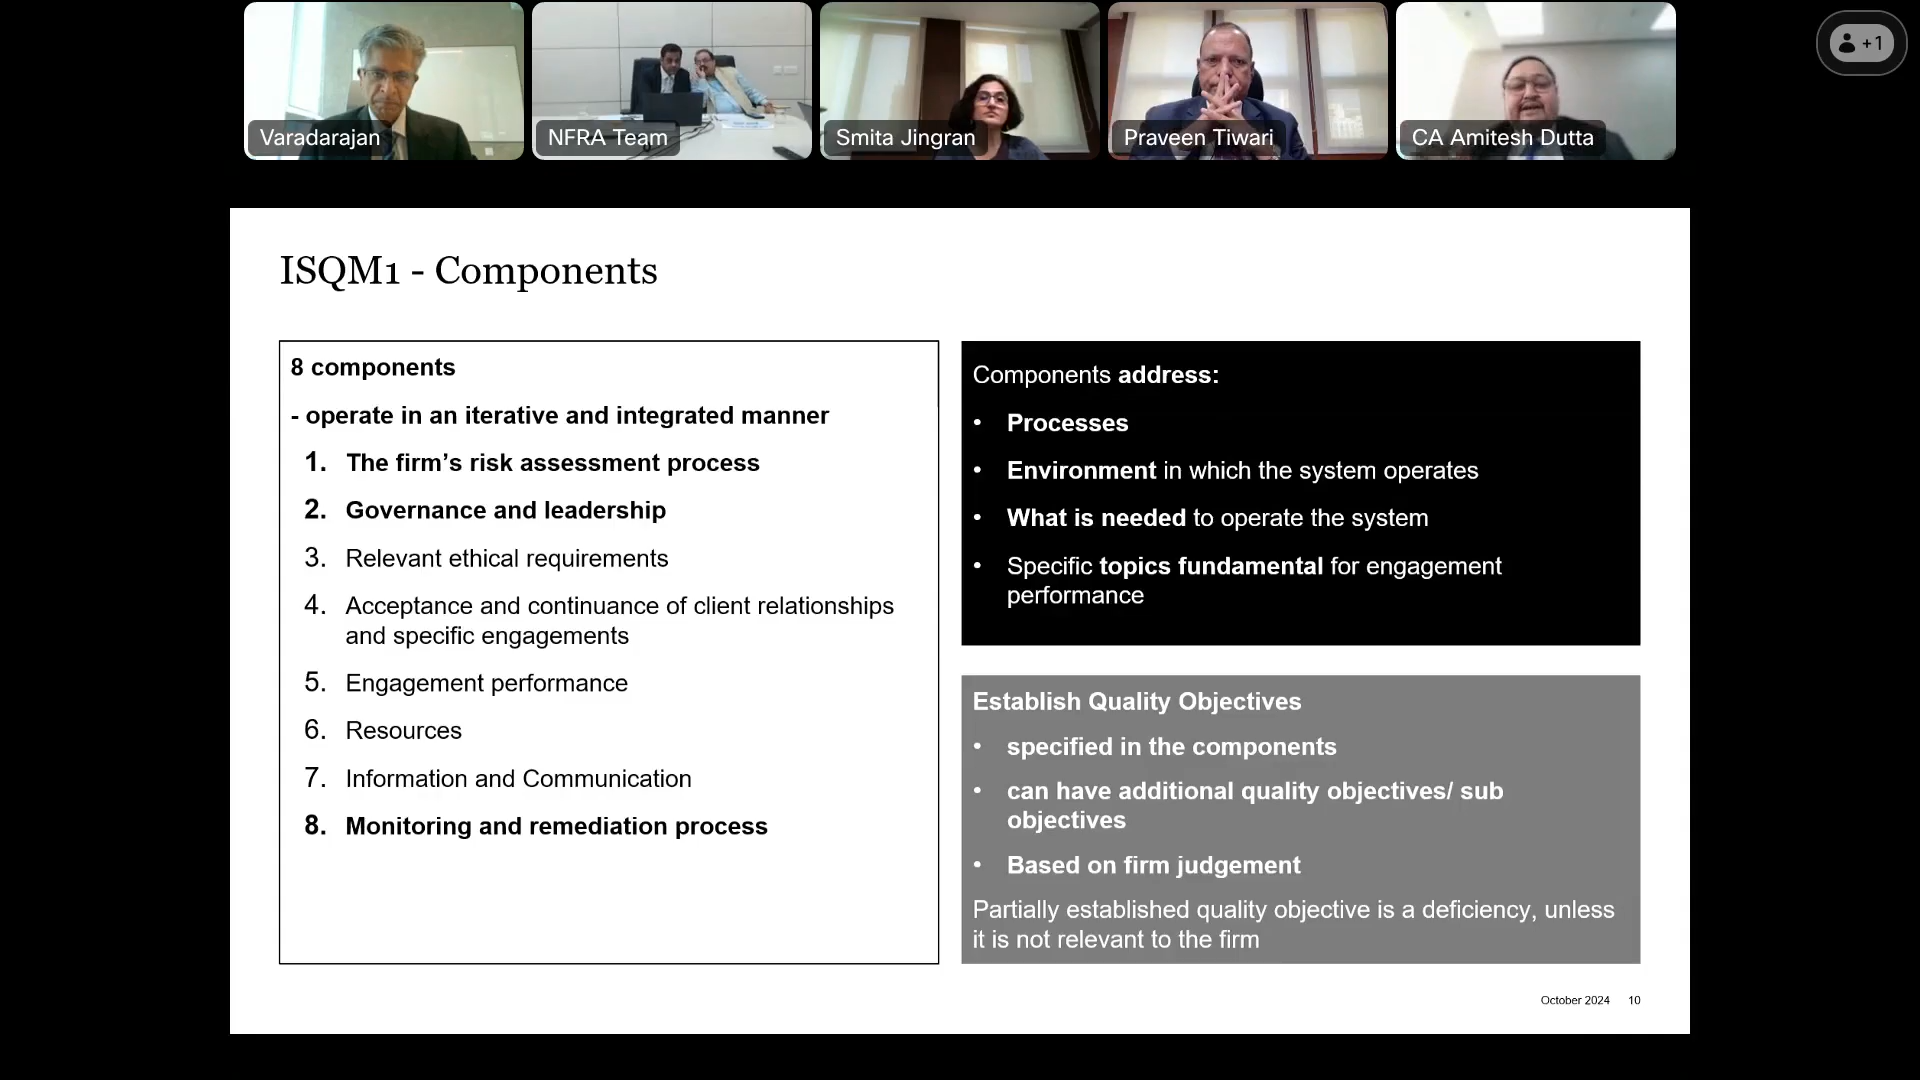 Varadarajan
NFRA Team
Smita Jingran
Praveen Tiwari
CA Amitesh Dutta
+1
ISQM1 - Components
8 components
- operate in an iterative and integrated manner
1. The firm’s risk assessment process
2. Governance and leadership
3. Relevant ethical requirements
4. Acceptance and continuance of client relationships
and specific engagements
5. Engagement performance
6. Resources
7. Information and Communication
8. Monitoring and remediation process
Components address:
• Processes
• Environment in which the system operates
• What is needed to operate the system
• Specific topics fundamental for engagement
performance
Establish Quality Objectives
• specified in the components
• can have additional quality objectives/ sub
objectives
• Based on firm judgement
Partially established quality objective is a deficiency, unless
it is not relevant to the firm
October 2024 10